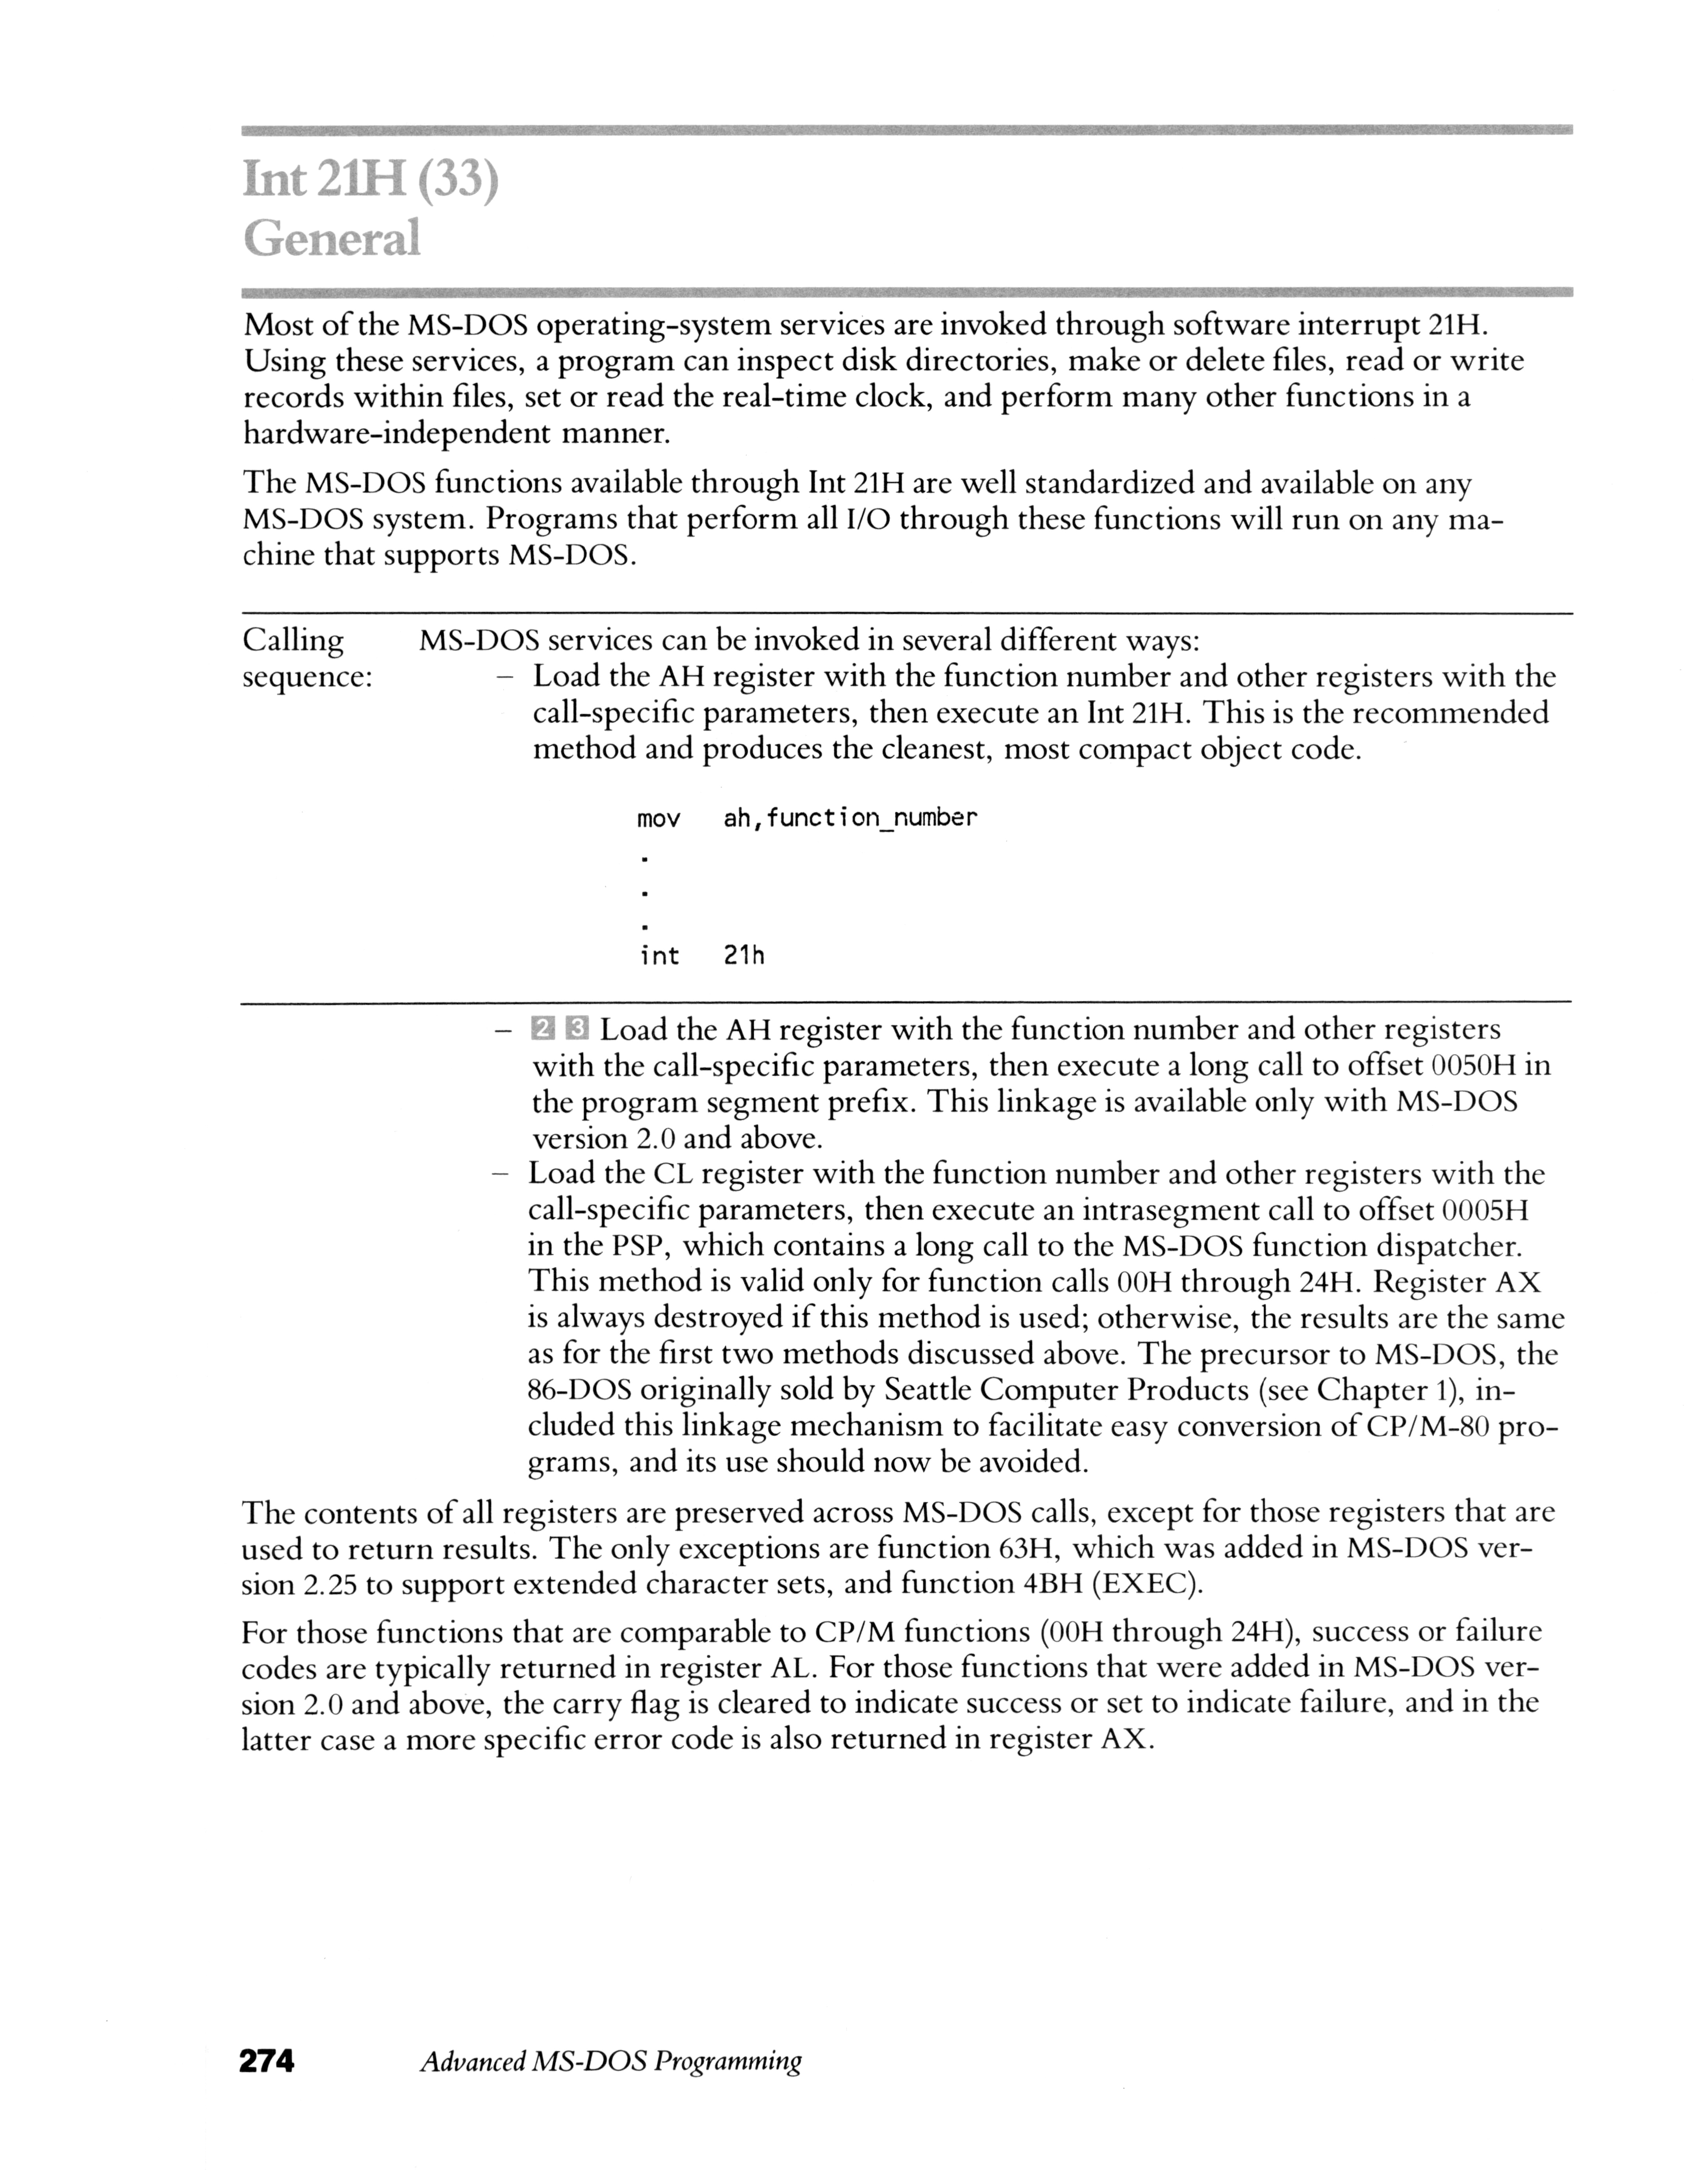 Int 21H (33)
General
Most of the MS-DOS operating-system services are invoked through software interrupt 21H.
Using these services, a program can inspect disk directories, make or delete files, read or write
records within files, set or read the real-time clock, and perform many other functions in a
hardware-independent manner.
The MS-DOS functions available through Int 21H are well standardized and available on any
MS-DOS system. Programs that perform all I/O through these functions will run on any ma-
chine that supports MS-DOS.
Calling MS-DOS services can be invoked in several different ways:
sequence: – Load the AH register with the function number and other registers with the
call-specific parameters, then execute an Int 21H. This is the recommended
method and produces the cleanest, most compact object code.
mov ah,function_number
.
.
.
int 21h
– 2 3 Load the AH register with the function number and other registers
with the call-specific parameters, then execute a long call to offset 0050H in
the program segment prefix. This linkage is available only with MS-DOS
version 2.0 and above.
– Load the CL register with the function number and other registers with the
call-specific parameters, then execute an intrasegment call to offset 0005H
in the PSP, which contains a long call to the MS-DOS function dispatcher.
This method is valid only for function calls 00H through 24H. Register AX
is always destroyed if this method is used; otherwise, the results are the same
as for the first two methods discussed above. The precursor to MS-DOS, the
86-DOS originally sold by Seattle Computer Products (see Chapter 1), in-
cluded this linkage mechanism to facilitate easy conversion of CP/M-80 pro-
grams, and its use should now be avoided.
The contents of all registers are preserved across MS-DOS calls, except for those registers that are
used to return results. The only exceptions are function 63H, which was added in MS-DOS ver-
sion 2.25 to support extended character sets, and function 4BH (EXEC).
For those functions that are comparable to CP/M functions (00H through 24H), success or failure
codes are typically returned in register AL. For those functions that were added in MS-DOS ver-
sion 2.0 and above, the carry flag is cleared to indicate success or set to indicate failure, and in the
latter case a more specific error code is also returned in register AX.
274 Advanced MS-DOS Programming